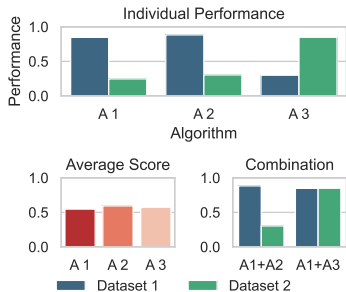 Individual Performance
Performance
1.0
0.5
0.0
A 1 A 2 A 3
Algorithm
Average Score
1.0
0.5
0.0
A 1 A 2 A 3
Combination
1.0
0.5
0.0
A1+A2 A1+A3
Dataset 1 Dataset 2